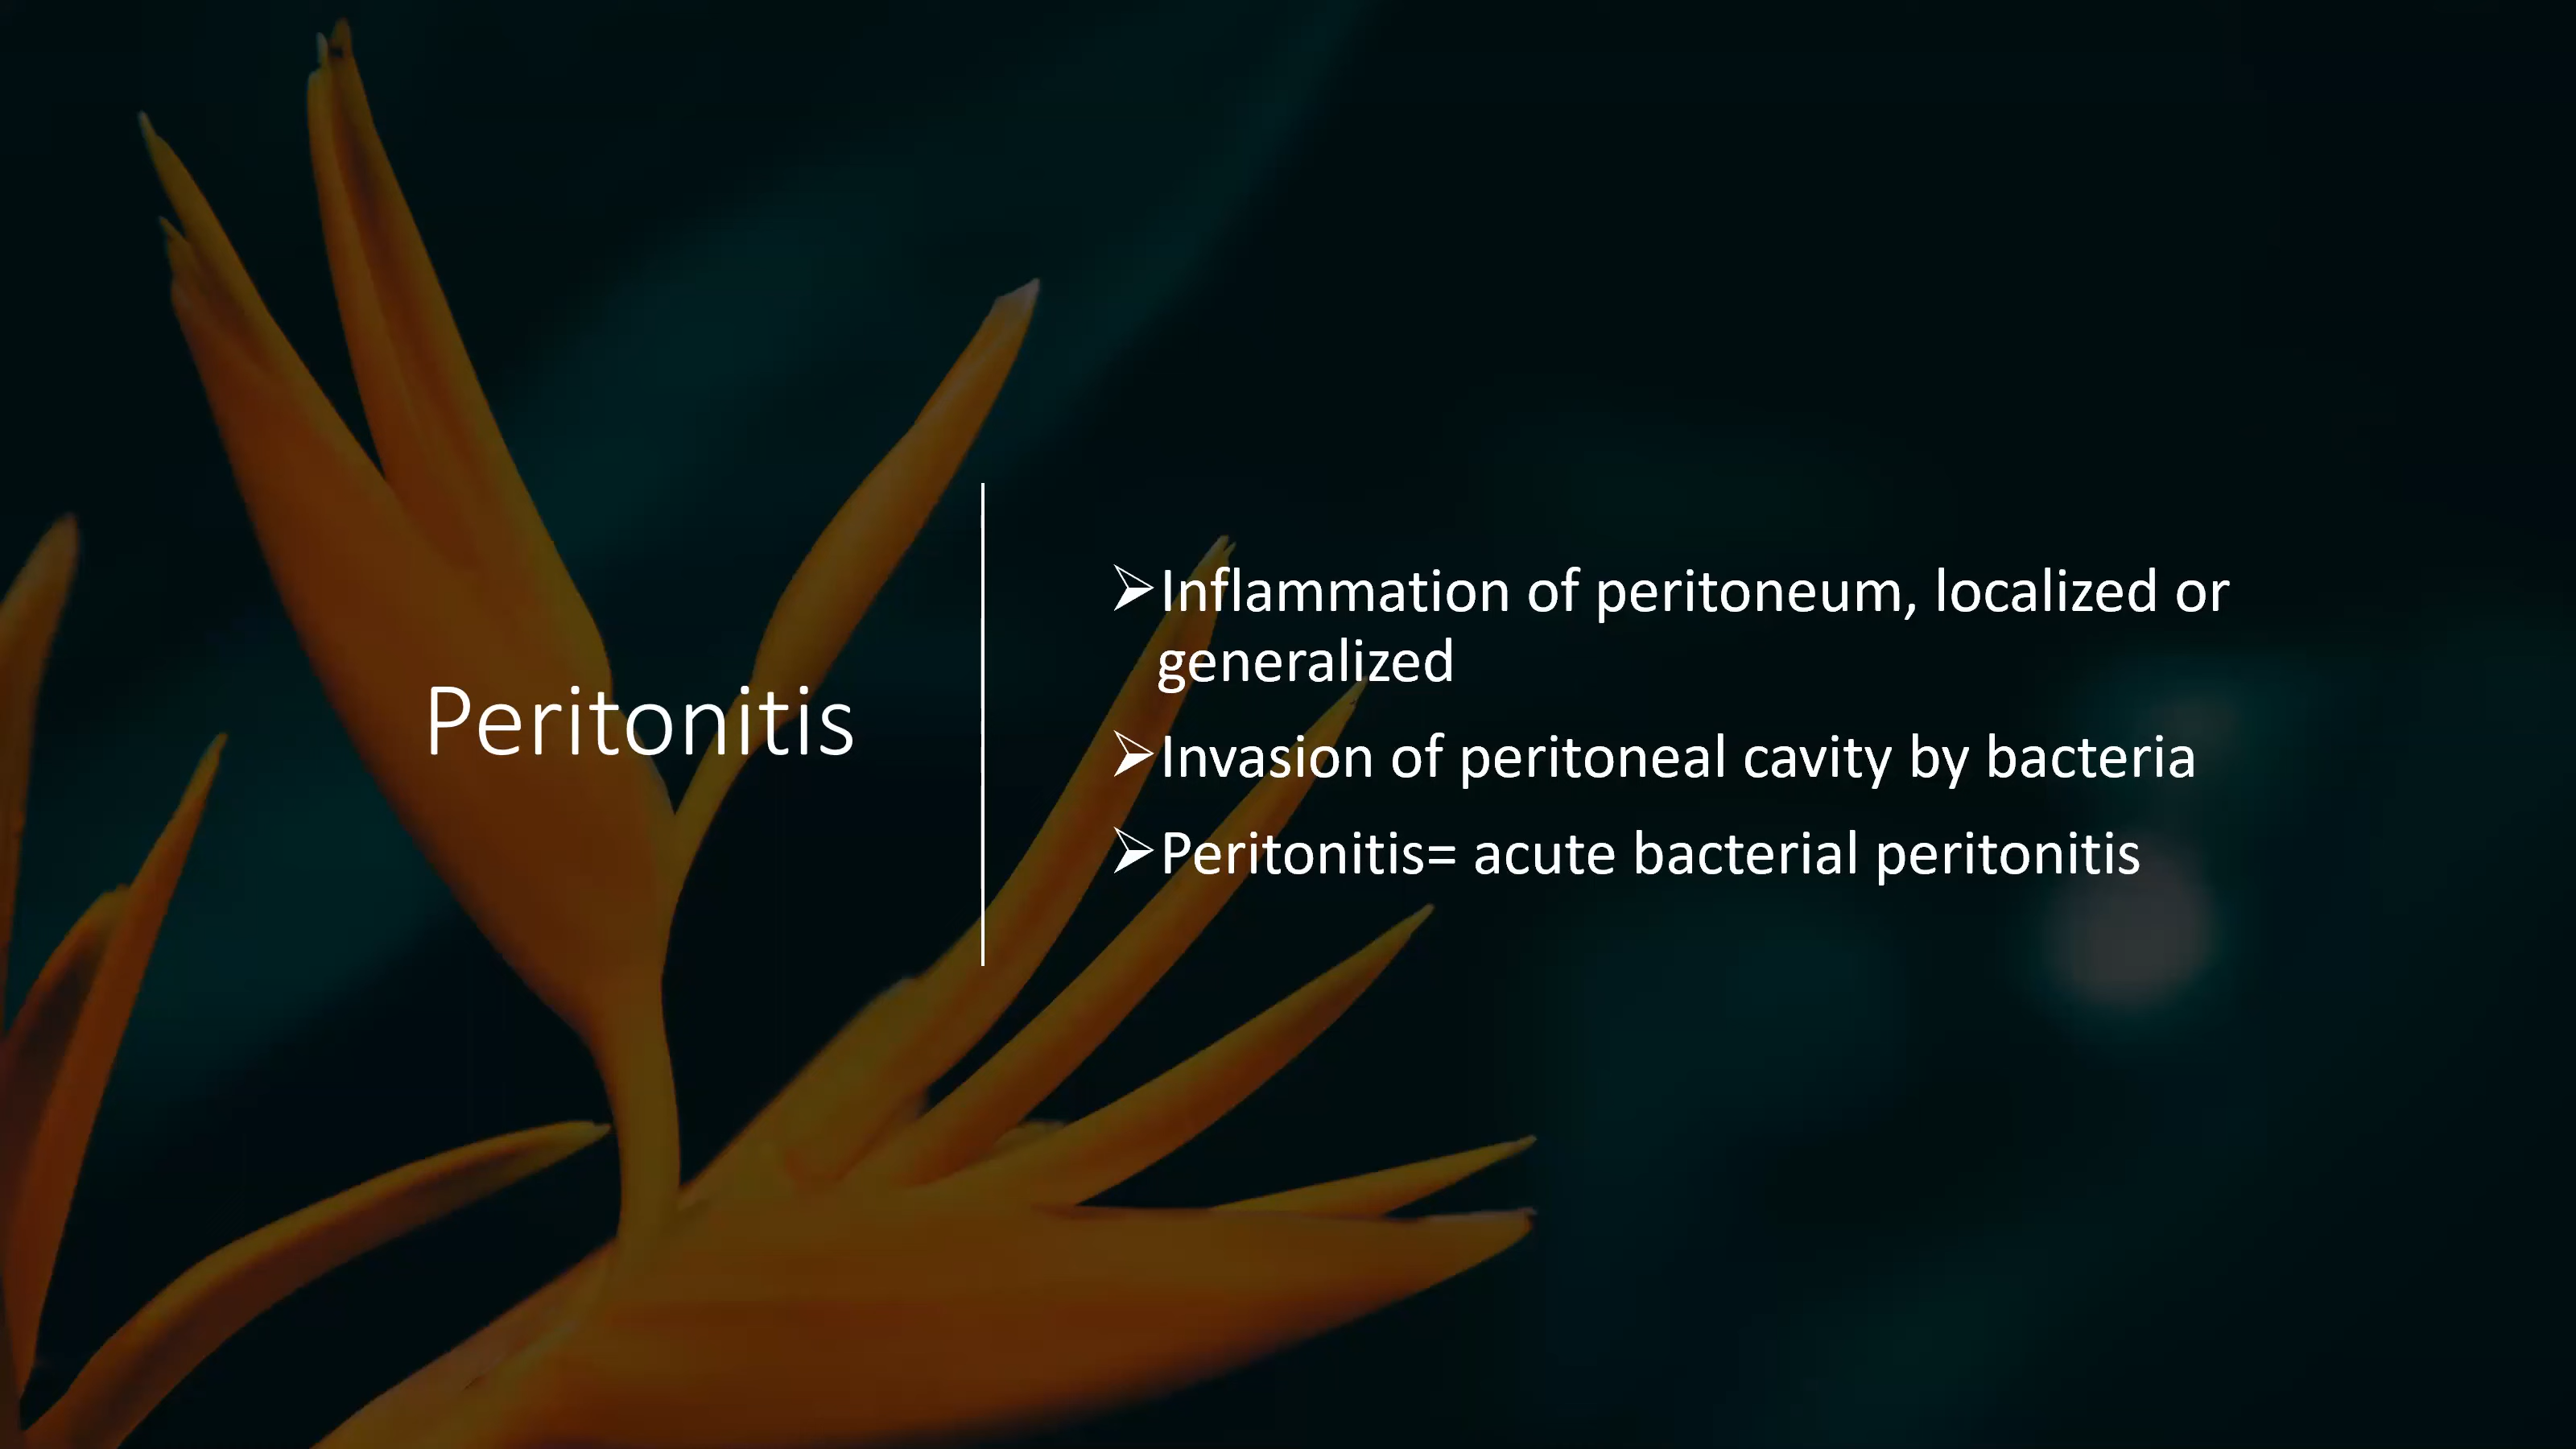 Peritonitis
➢Inflammation of peritoneum, localized or
generalized
➢Invasion of peritoneal cavity by bacteria
➢Peritonitis= acute bacterial peritonitis